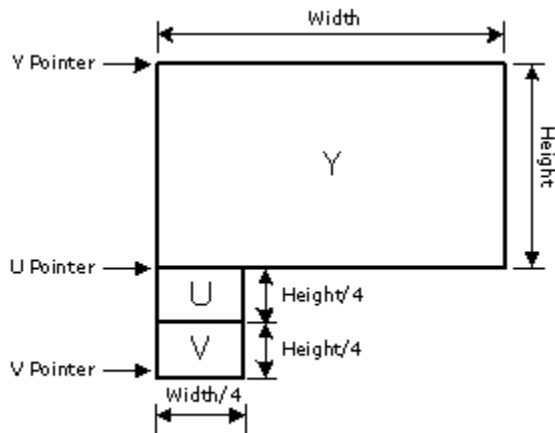 Width
Y Pointer
Y
Height
U Pointer
U
Height/4
V
Height/4
V Pointer
Width/4